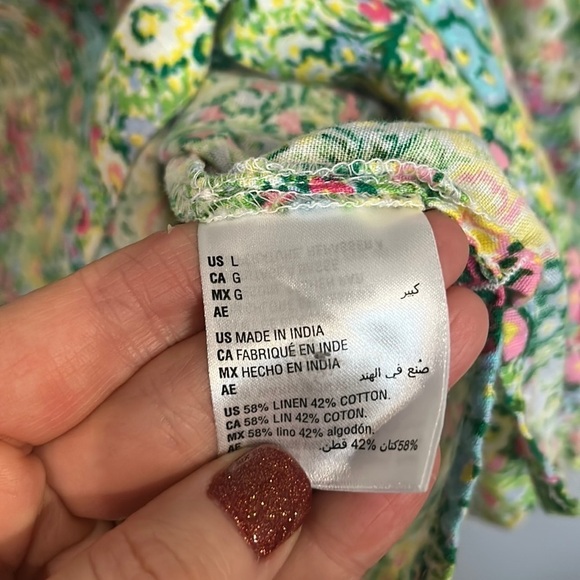 US L
CA G
MX G
AE كبير
US MADE IN INDIA
CA FABRIQUÉ EN INDE
MX HECHO EN INDIA
AE صُنع في الهند
US 58% LINEN 42% COTTON.
CA 58% LIN 42% COTON.
MX 58% lino 42% algodón.
AE 58%كتان 42% قطن.